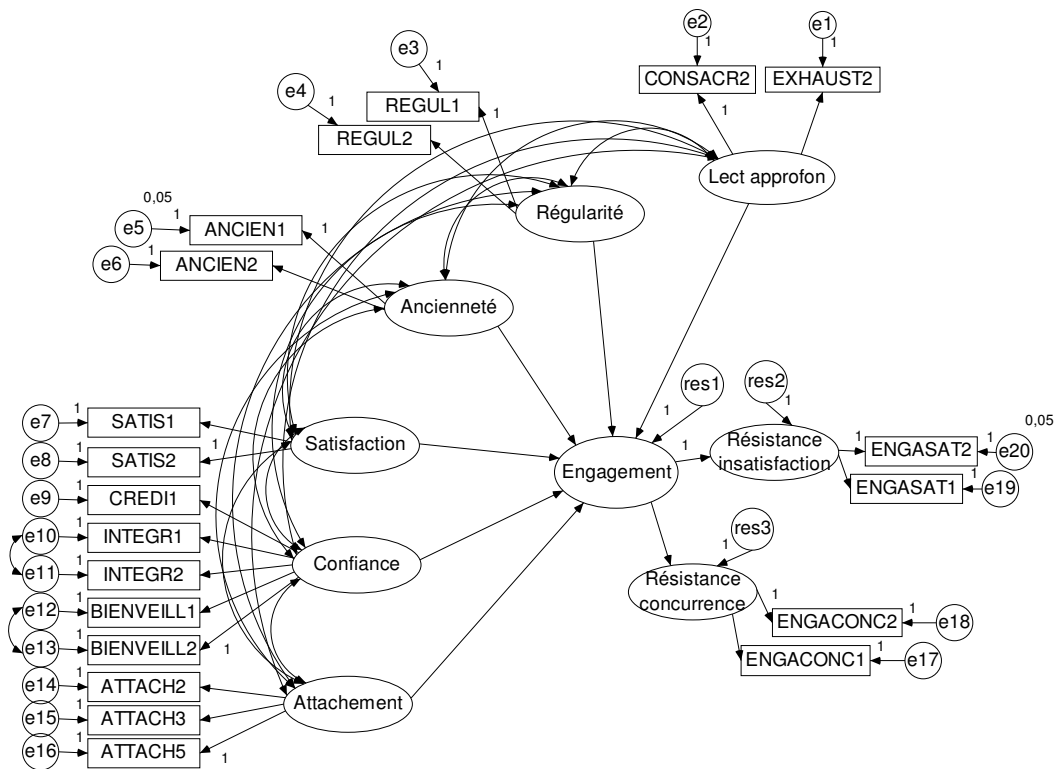 e2
e1
1
1
CONSACR2
EXHAUST2
1
e3
1
REGUL1
1
e4
1
REGUL2
Lect approfon
Régularité
0,05
e5
1
ANCIEN1
1
e6
1
ANCIEN2
Ancienneté
res1
1
res2
1
e7
1
SATIS1
e8
1
SATIS2
1
Satisfaction
e9
1
CREDI1
e10
1
INTEGR1
e11
1
INTEGR2
Confiance
e12
1
BIENVEILL1
e13
1
BIENVEILL2
1
e14
1
ATTACH2
e15
1
ATTACH3
e16
1
ATTACH5
1
Attachement
Engagement
1
Résistance
insatisfaction
1
ENGASAT2
1
e20
0,05
ENGASAT1
1
e19
res3
1
Résistance
concurrence
1
ENGACONC2
1
e18
ENGACONC1
1
e17